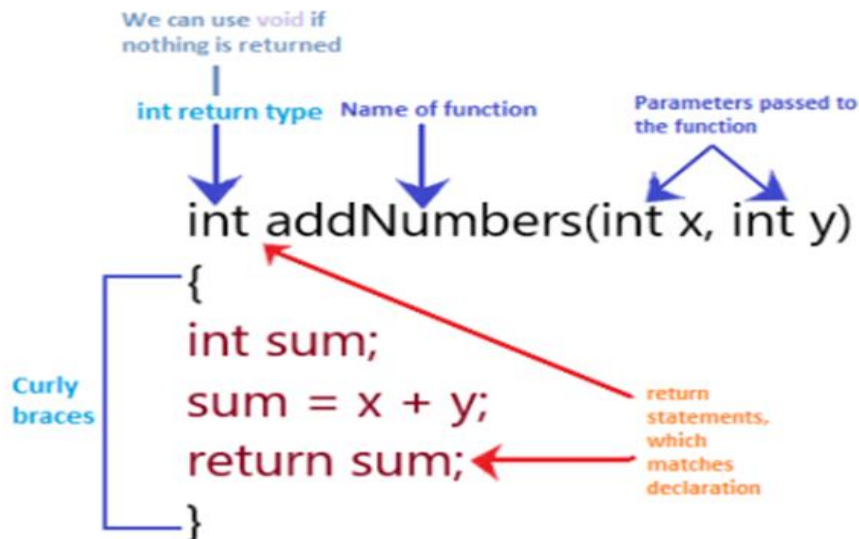 We can use void if
nothing is returned
int return type
Name of function
Parameters passed to
the function
int addNumbers(int x, int y)
{
int sum;
sum = x + y;
return sum;
}
Curly
braces
return
statements,
which
matches
declaration